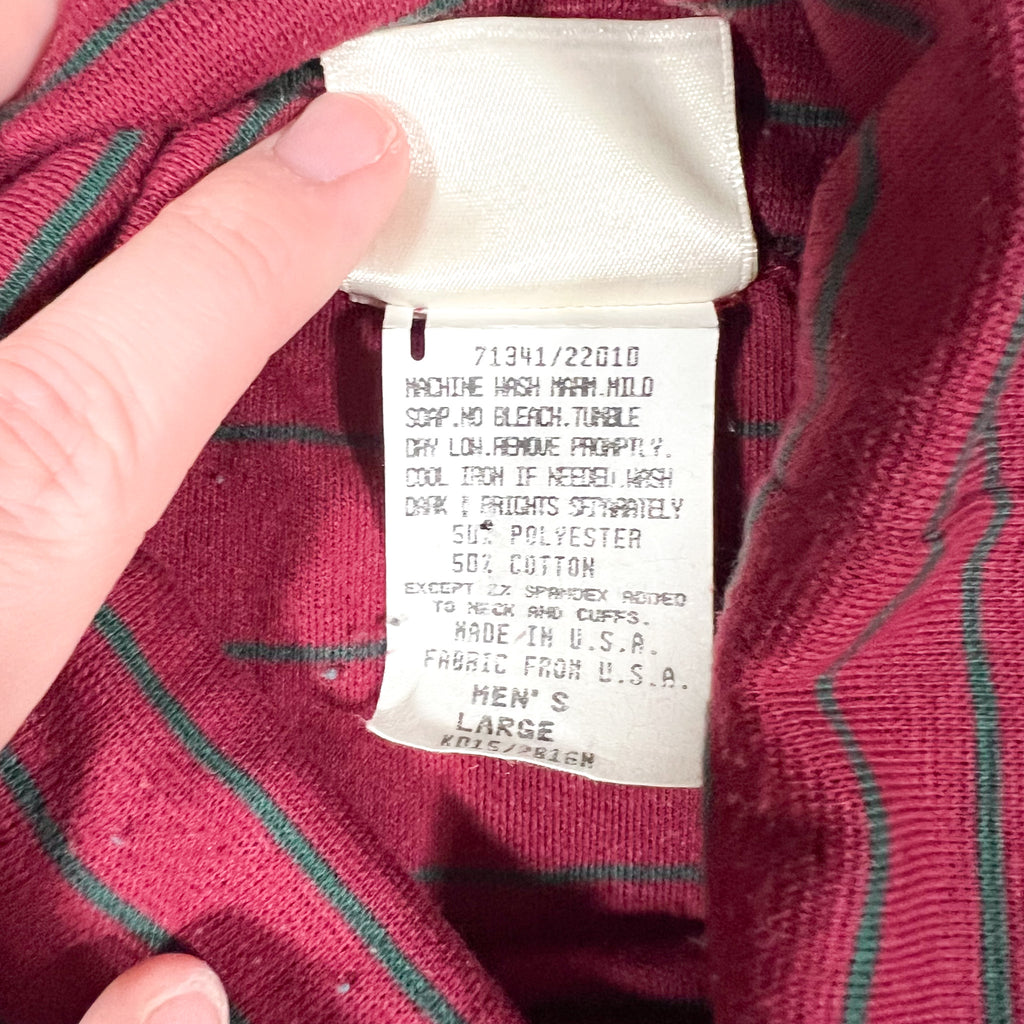 71341/22010
MACHINE WASH WARM.MILD
SOAP.NO BLEACH.TUMBLE
DRY LOW.REMOVE PROMPTLY.
COOL IRON IF NEEDED.WASH
DARK & BRIGHTS SEPARATELY
50% POLYESTER
50% COTTON
EXCEPT 2% SPANDEX ADDED
TO NECK AND CUFFS.
MADE IN U.S.A.
FABRIC FROM U.S.A.
MEN'S
LARGE